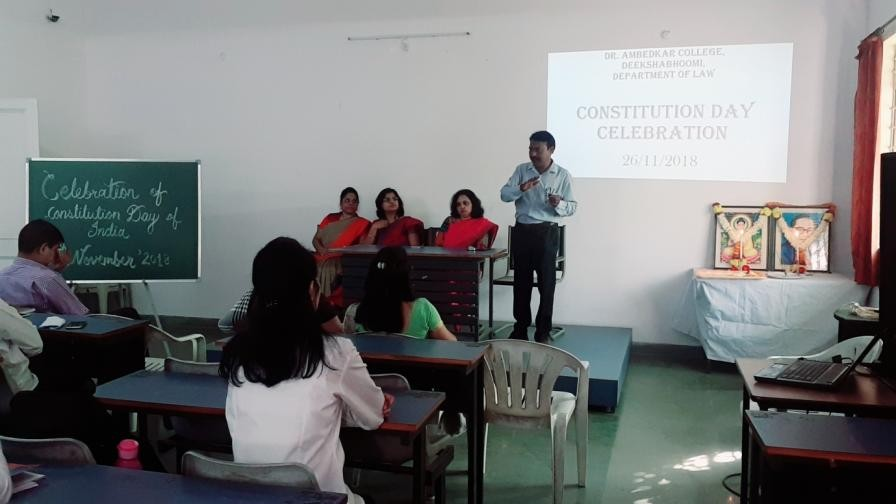 Celebration of
constitution Day of
India
November' 2018
DR. AMBEDKAR COLLEGE,
DEEKSHABHOOMI,
DEPARTMENT OF LAW
CONSTITUTION DAY
CELEBRATION
26/11/2018